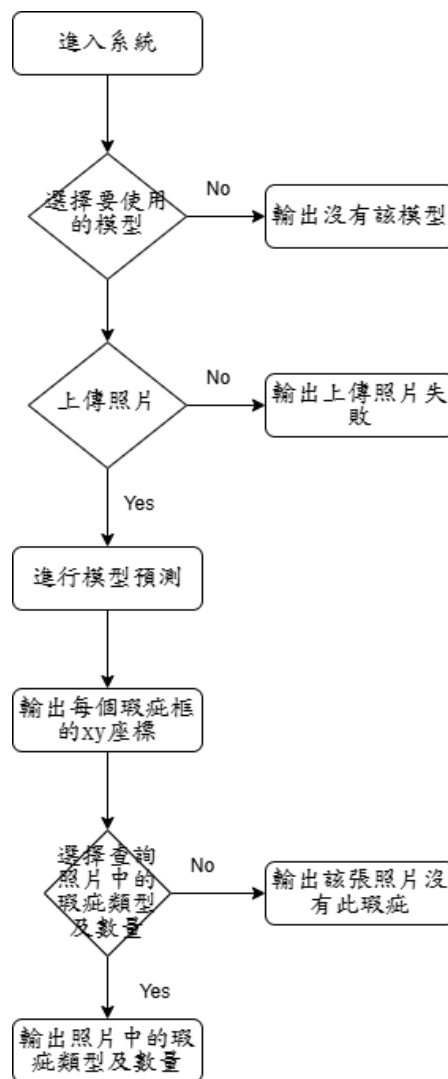 進入系統
選擇要使用
的模型
No
輸出沒有該模型
上傳照片
No
輸出上傳照片失
敗
Yes
進行模型預測
輸出每個瑕疵框
的xy座標
選擇查詢
照片中的
瑕疵類型
及數量
No
輸出該張照片沒
有此瑕疵
Yes
輸出照片中的瑕
疵類型及數量